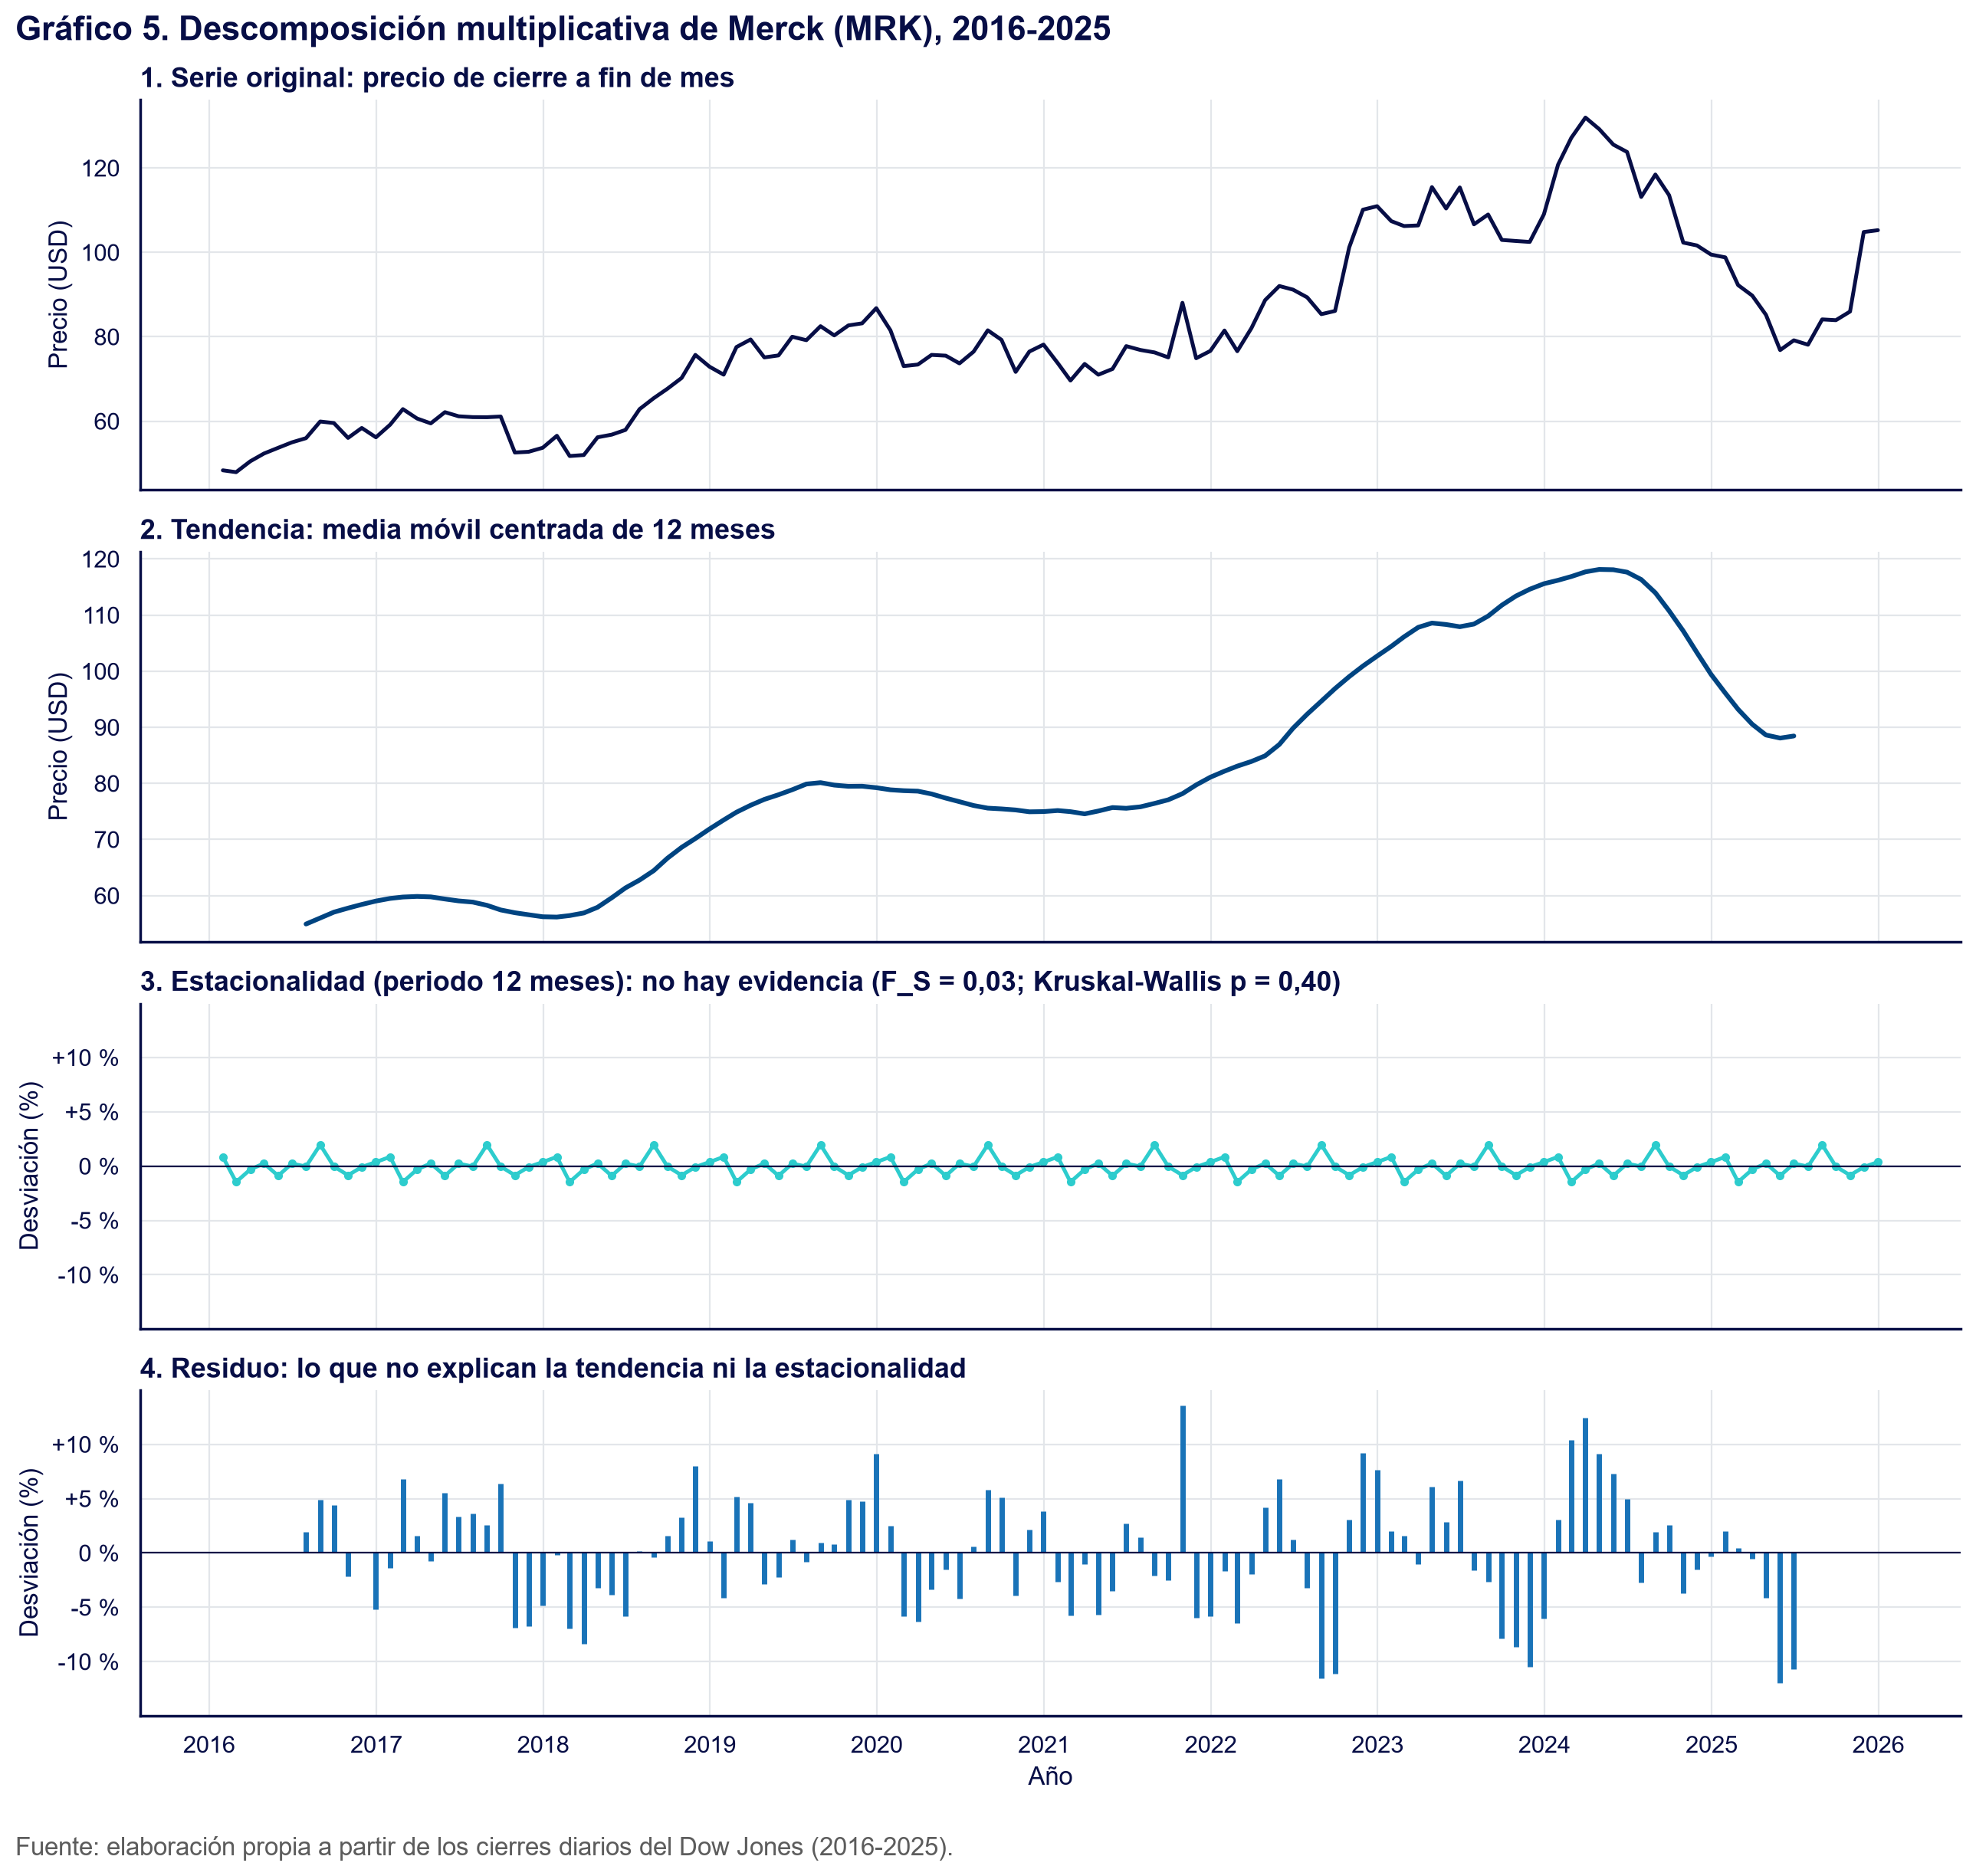 Gráfico 5. Descomposición multiplicativa de Merck (MRK), 2016-2025
1. Serie original: precio de cierre a fin de mes
Precio (USD)
120
100
80
60
2. Tendencia: media móvil centrada de 12 meses
Precio (USD)
120
110
100
90
80
70
60
3. Estacionalidad (periodo 12 meses): no hay evidencia (F_S = 0,03; Kruskal-Wallis p = 0,40)
Desviación (%)
+10 %
+5 %
0 %
-5 %
-10 %
4. Residuo: lo que no explican la tendencia ni la estacionalidad
Desviación (%)
+10 %
+5 %
0 %
-5 %
-10 %
2016 2017 2018 2019 2020 2021 2022 2023 2024 2025 2026
Año
Fuente: elaboración propia a partir de los cierres diarios del Dow Jones (2016-2025).